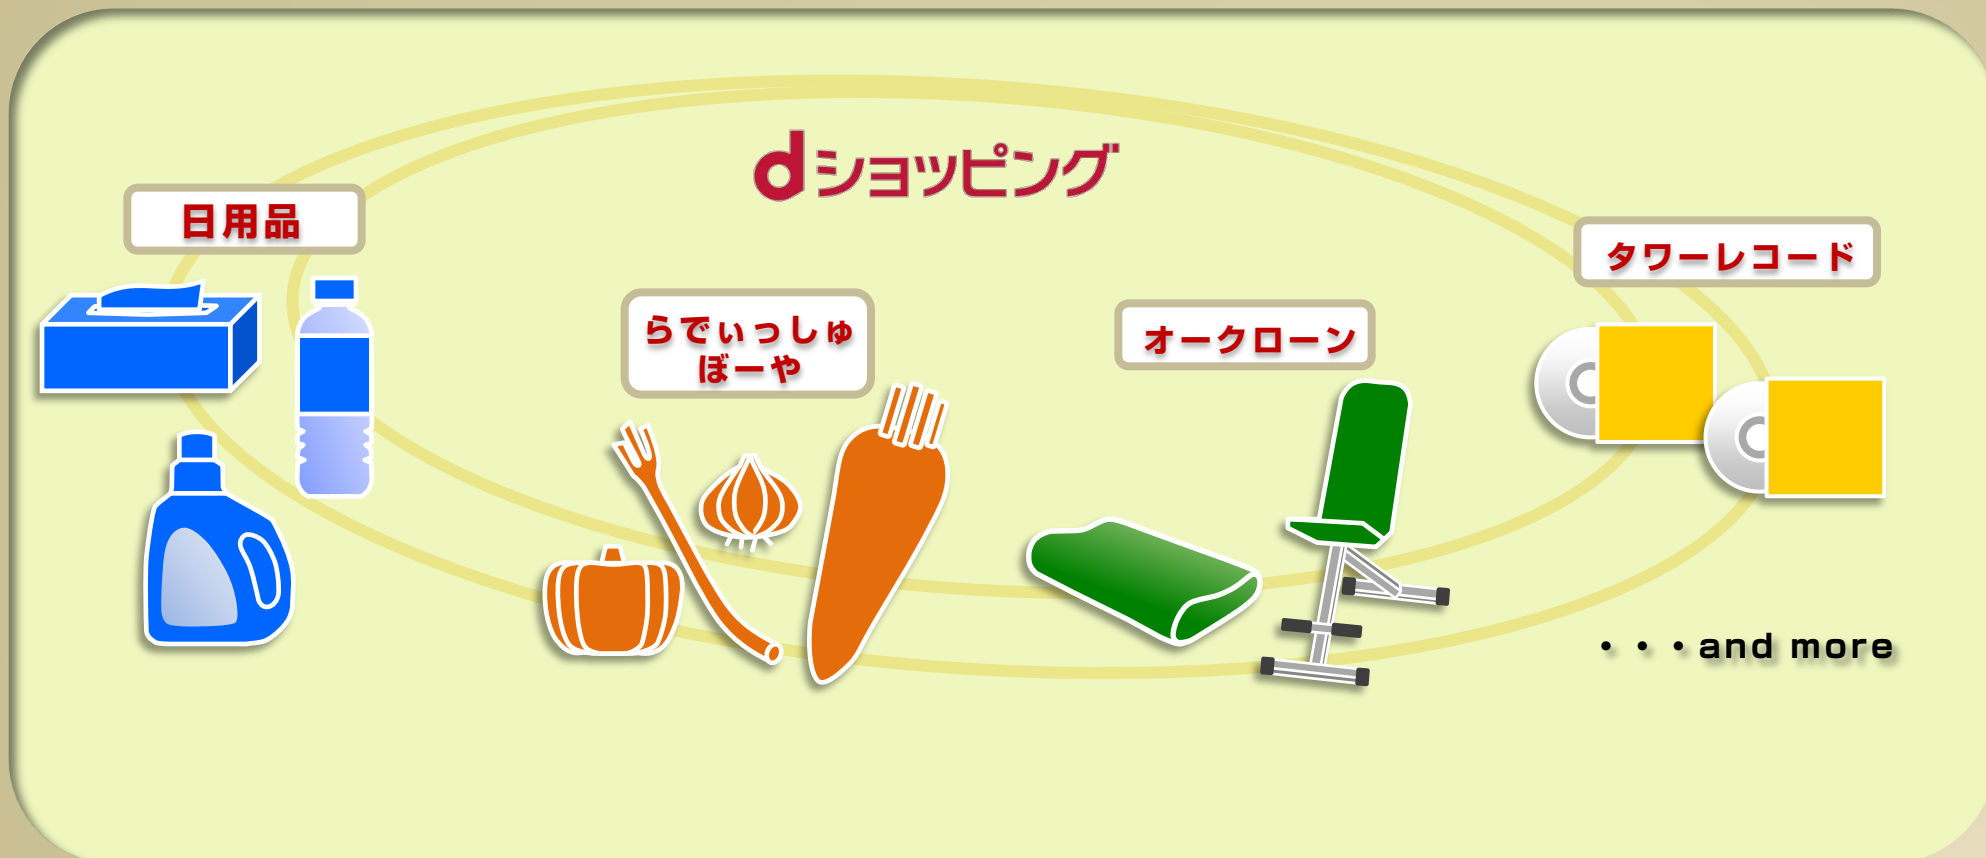 dショッピング
日用品
タワーレコード
らでぃっしゅ
ぼーや
オークローン
・・・and more